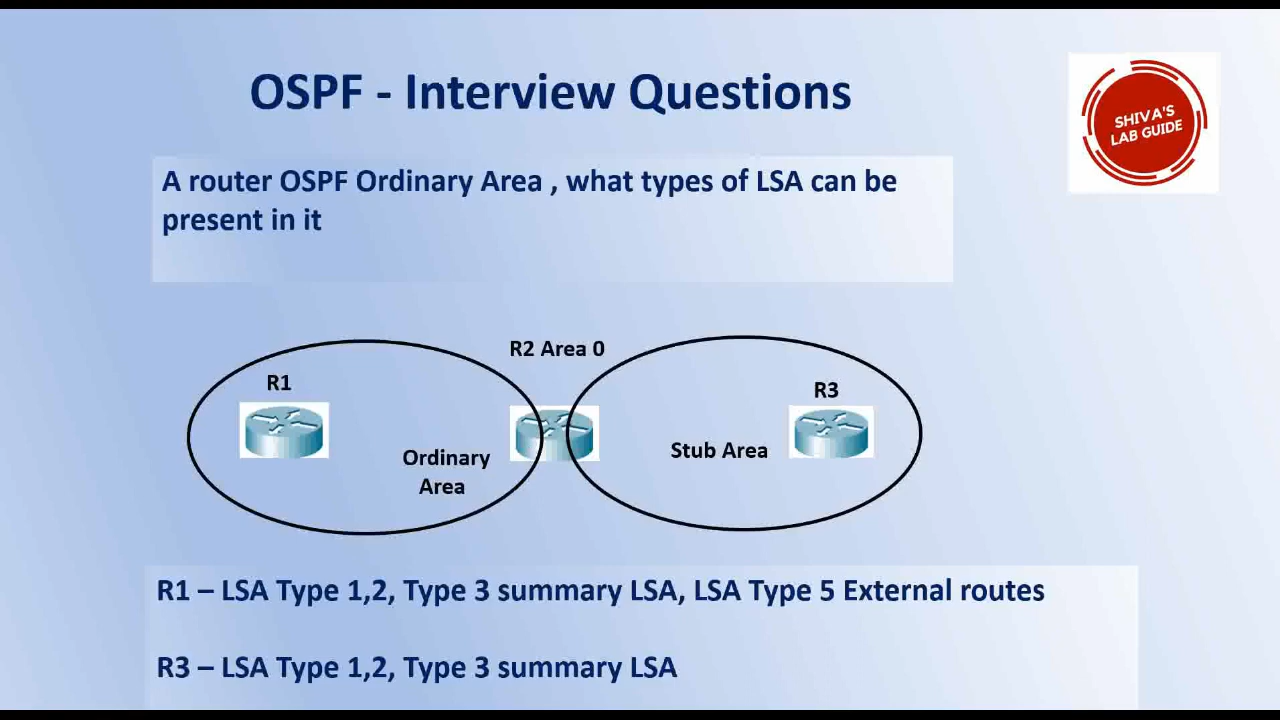 OSPF - Interview Questions
SHIVA'S
LAB GUIDE
A router OSPF Ordinary Area , what types of LSA can be
present in it
R2 Area 0
R1
R3
Ordinary
Area
Stub Area
R1 – LSA Type 1,2, Type 3 summary LSA, LSA Type 5 External routes
R3 – LSA Type 1,2, Type 3 summary LSA